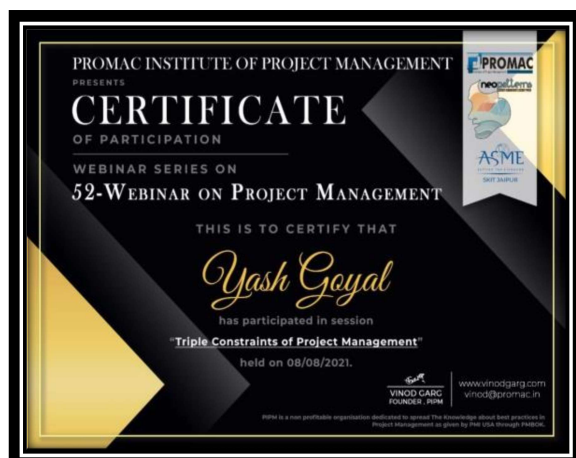 PROMAC INSTITUTE OF PROJECT MANAGEMENT
PRESENTS
CERTIFICATE
OF PARTICIPATION
WEBINAR SERIES ON
52-WEBINAR ON PROJECT MANAGEMENT
THIS IS TO CERTIFY THAT
Yash Goyal
has participated in session
"Triple Constraints of Project Management"
held on 08/08/2021.
PROMAC
neopatterns
ASME
SKIT JAIPUR
VINOD GARG
FOUNDER , PIPM
www.vinodgarg.com
vinod@promac.in
PIPM is a non profitable organisation dedicated to spread The Knowledge about best practices in
Project Management as given by PMI USA through PMBOK.